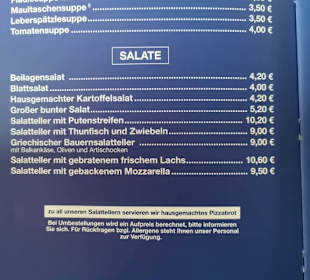 Maultaschensuppe 3,50 €
Leberspätzlesuppe 3,50 €
Tomatensuppe 4,00 €
SALATE
Beilagensalat 4,20 €
Blattsalat 4,00 €
Hausgemachter Kartoffelsalat 4,20 €
Großer bunter Salat 5,20 €
Salatteller mit Putenstreifen 10,20 €
Salatteller mit Thunfisch und Zwiebeln 9,00 €
Griechischer Bauernsalatteller 9,00 €
mit Balkankäse, Oliven und Artischocken
Salatteller mit gebratenem frischem Lachs 10,60 €
Salatteller mit gebackenem Mozzarella 9,50 €
zu all unseren Salattellern servieren wir hausgemachtes Pizzabrot
Bei Umbestellungen wird ein Aufpreis berechnet, bitte informieren
Sie sich. Für Rückfragen bzgl. Allergene steht Ihnen unser Personal
zur Verfügung.